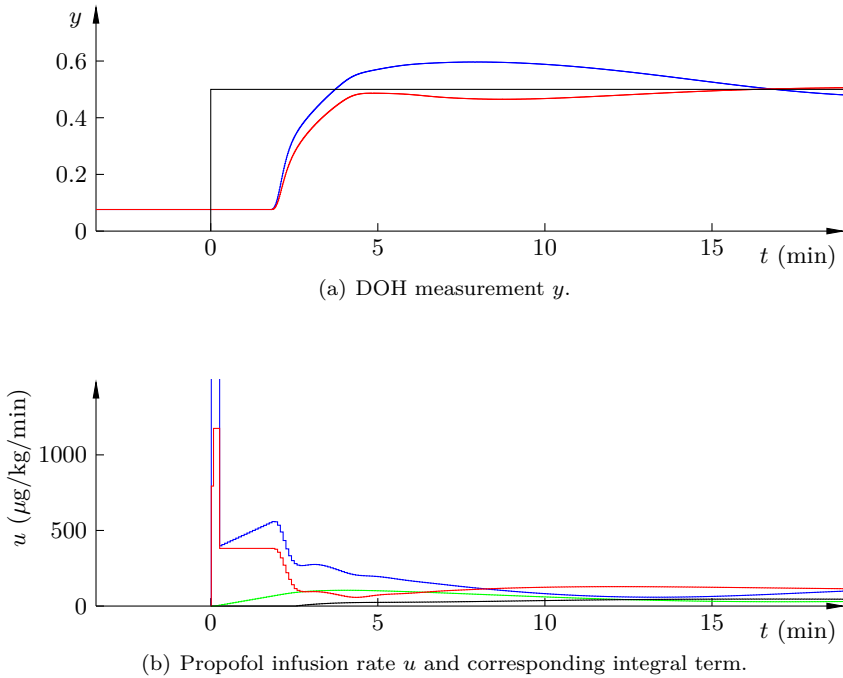 y
0.6
0.4
0.2
0
0 5 10 15
t (min)
(a) DOH measurement y.
u (µg/kg/min)
1000
500
0
0 5 10 15
t (min)
(b) Propofol infusion rate u and corresponding integral term.